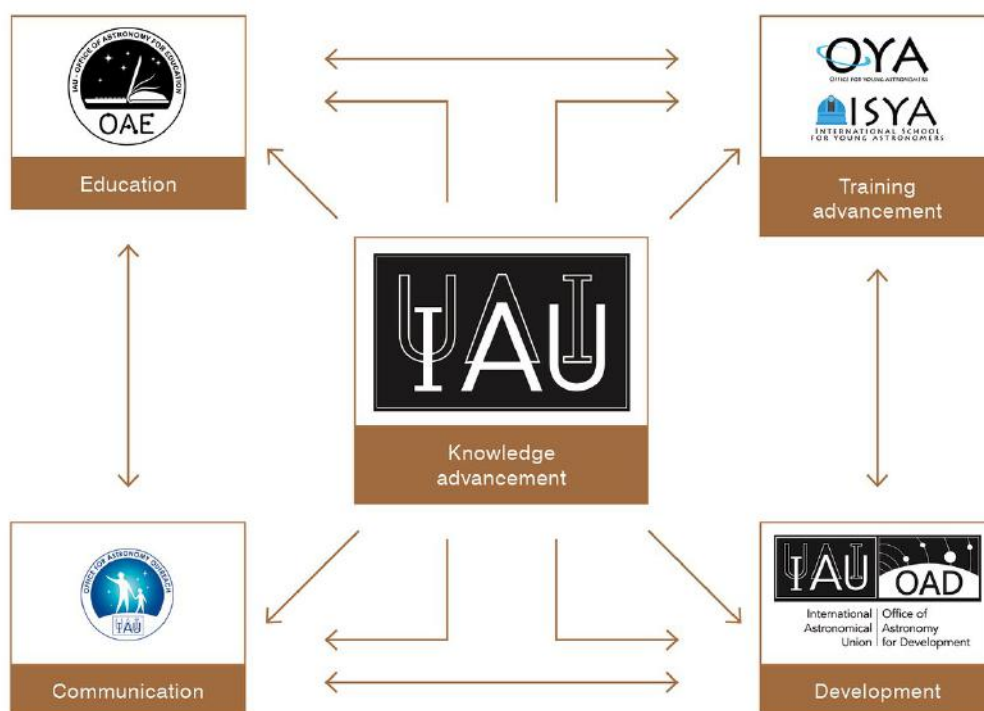 IAU - OFFICE OF ASTRONOMY FOR EDUCATION
OAE
Education
OYA
OFFICE FOR YOUNG ASTRONOMERS
ISYA
INTERNATIONAL SCHOOL
FOR YOUNG ASTRONOMERS
Training
advancement
UAI
IAU
Knowledge
advancement
OFFICE FOR ASTRONOMY OUTREACH
IAU
Communication
UAI
IAU
OAD
International
Astronomical
Union
Office of
Astronomy
for Development
Development